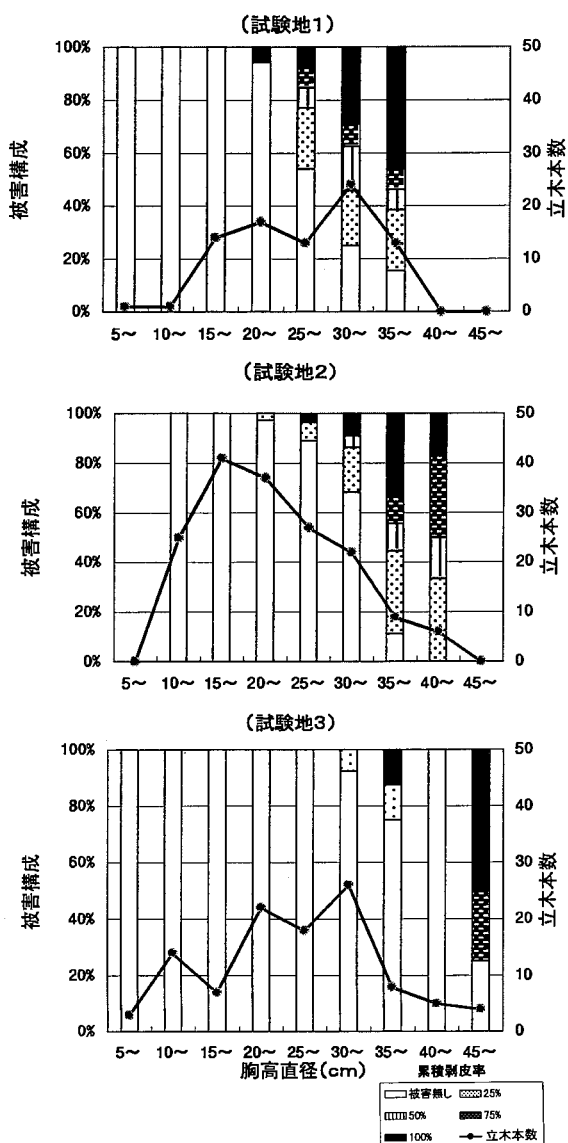 (試験地1)
100% 80% 60% 40% 20% 0%
被害構成
50 40 30 20 10 0
立木本数
5~ 10~ 15~ 20~ 25~ 30~ 35~ 40~ 45~
(試験地2)
100% 80% 60% 40% 20% 0%
被害構成
50 40 30 20 10 0
立木本数
5~ 10~ 15~ 20~ 25~ 30~ 35~ 40~ 45~
(試験地3)
100% 80% 60% 40% 20% 0%
被害構成
50 40 30 20 10 0
立木本数
5~ 10~ 15~ 20~ 25~ 30~ 35~ 40~ 45~
胸高直径(cm)
累積剝皮率
被害無し 25%
50% 75%
100% 立木本数